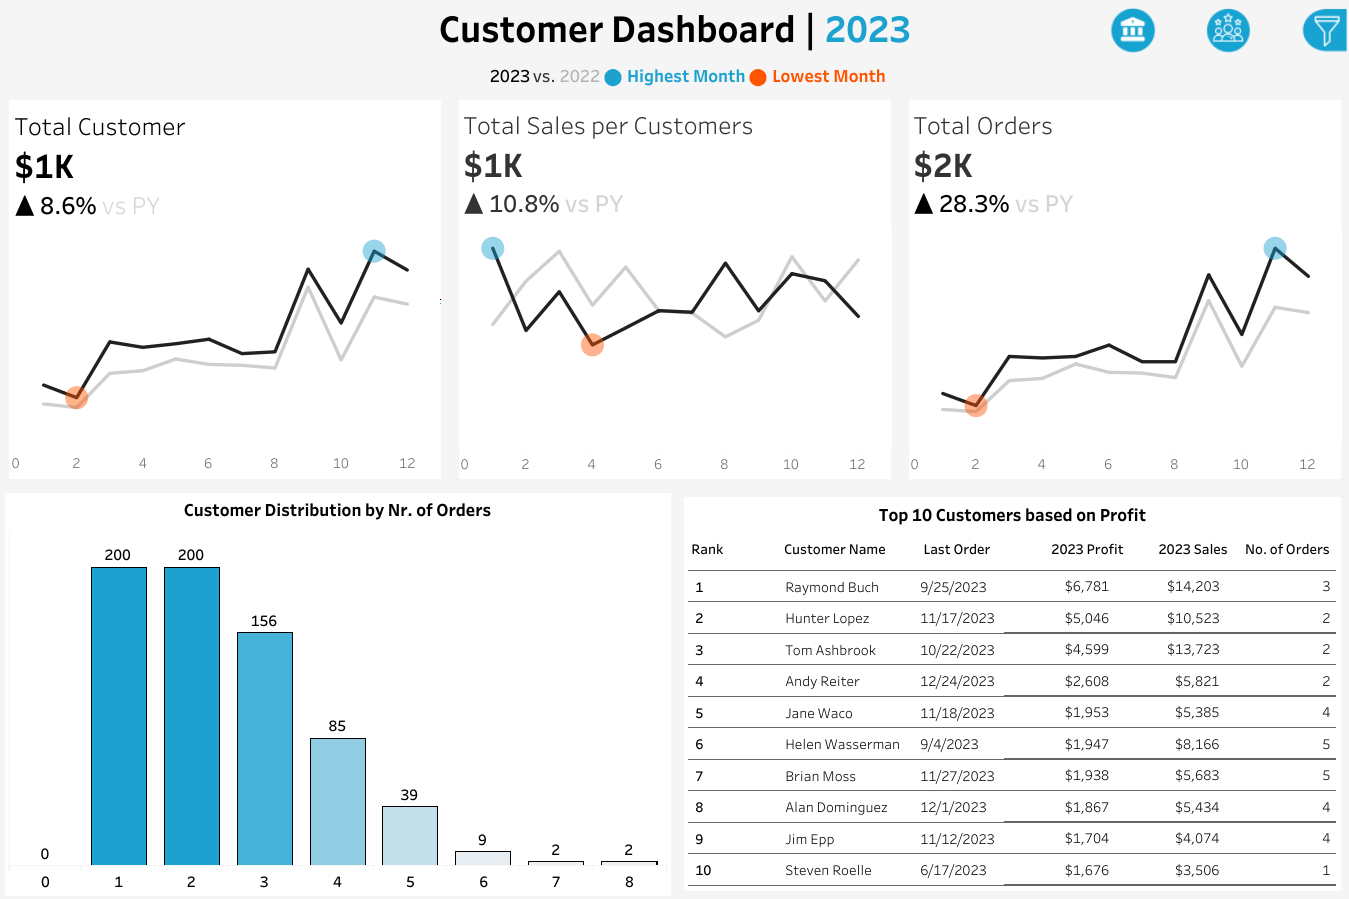 Customer Dashboard | 2023
2023 vs. 2022 Highest Month Lowest Month
Total Customer
$1K
▲ 8.6% vs PY
0 2 4 6 8 10 12
Total Sales per Customers
$1K
▲ 10.8% vs PY
0 2 4 6 8 10 12
Total Orders
$2K
▲ 28.3% vs PY
0 2 4 6 8 10 12
Customer Distribution by Nr. of Orders
0 200 200 156 85 39 9 2 2
0 1 2 3 4 5 6 7 8
Top 10 Customers based on Profit
Rank Customer Name Last Order 2023 Profit 2023 Sales No. of Orders
1 Raymond Buch 9/25/2023 $6,781 $14,203 3
2 Hunter Lopez 11/17/2023 $5,046 $10,523 2
3 Tom Ashbrook 10/22/2023 $4,599 $13,723 2
4 Andy Reiter 12/24/2023 $2,608 $5,821 2
5 Jane Waco 11/18/2023 $1,953 $5,385 4
6 Helen Wasserman 9/4/2023 $1,947 $8,166 5
7 Brian Moss 11/27/2023 $1,938 $5,683 5
8 Alan Dominguez 12/1/2023 $1,867 $5,434 4
9 Jim Epp 11/12/2023 $1,704 $4,074 4
10 Steven Roelle 6/17/2023 $1,676 $3,506 1